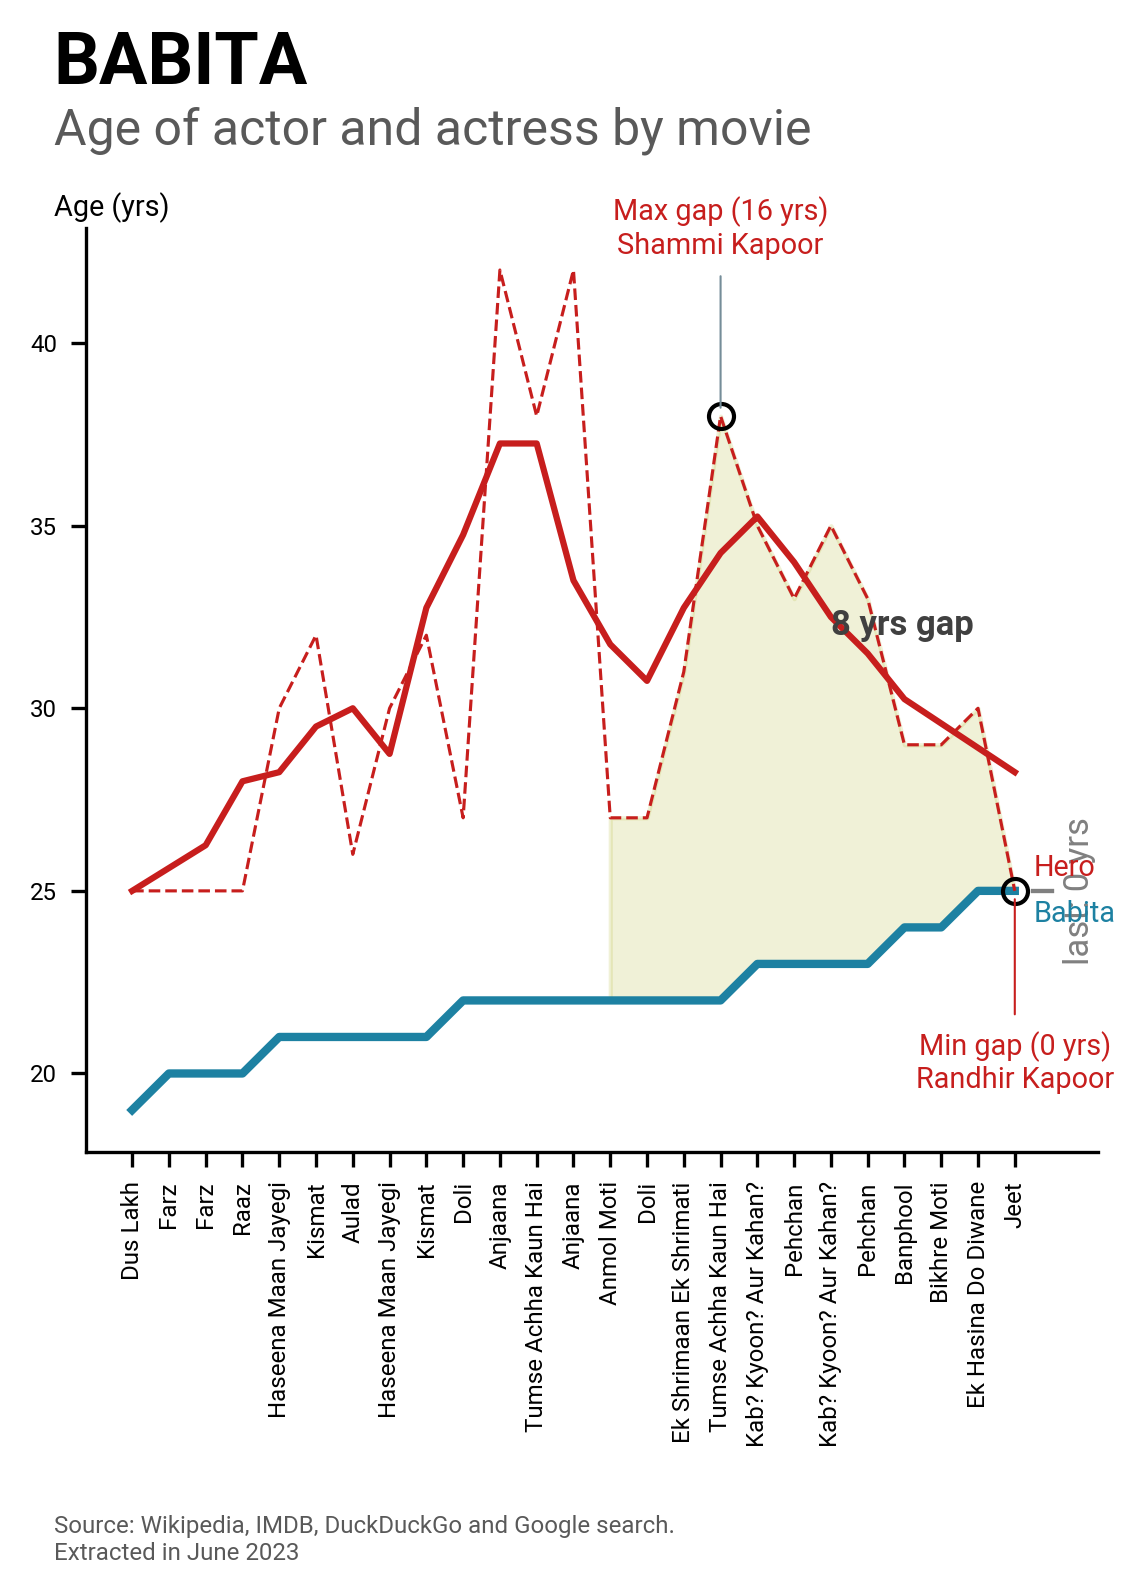 BABITA
Age of actor and actress by movie
Age (yrs)
Max gap (16 yrs)
Shammi Kapoor
40
35
8 yrs gap
30
last 0 yrs
Hero
25
Babita
Min gap (0 yrs)
20
Randhir Kapoor
Dus Lakh
Farz
Farz
Raaz
Haseena Maan Jayegi
Kismat
Aulad
Haseena Maan Jayegi
Kismat
Doli
Anjaana
Tumse Achha Kaun Hai
Anjaana
Anmol Moti
Doli
Ek Shrimaan Ek Shrimati
Tumse Achha Kaun Hai
Kab? Kyoon? Aur Kahan?
Pehchan
Kab? Kyoon? Aur Kahan?
Pehchan
Banphool
Bikhre Moti
Ek Hasina Do Diwane
Jeet
Source: Wikipedia, IMDB, DuckDuckGo and Google search.
Extracted in June 2023